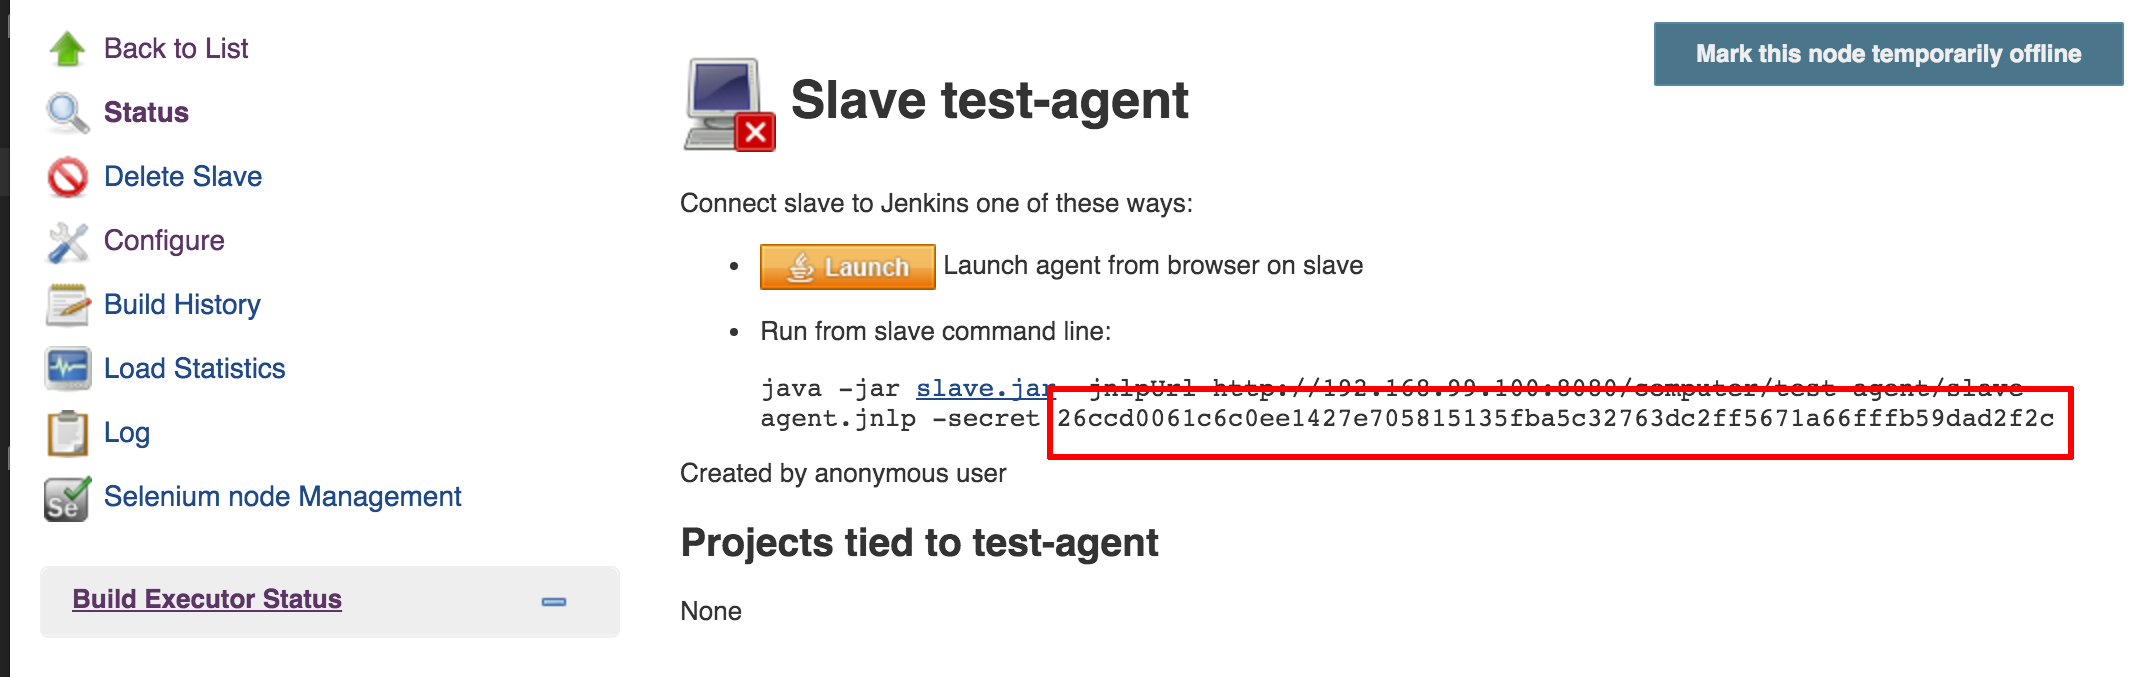 Back to List
Status
Delete Slave
Configure
Build History
Load Statistics
Log
Se
Selenium node Management
Build Executor Status
Mark this node temporarily offline
Slave test-agent
Connect slave to Jenkins one of these ways:
• Launch Launch agent from browser on slave
• Run from slave command line:
java -jar slave.jar -jnlpUrl http://192.168.99.100:8080/computer/test-agent/slave-
agent.jnlp -secret 26ccd0061c6c0ee1427e705815135fba5c32763dc2ff5671a66fffb59dad2f2c
Created by anonymous user
Projects tied to test-agent
None